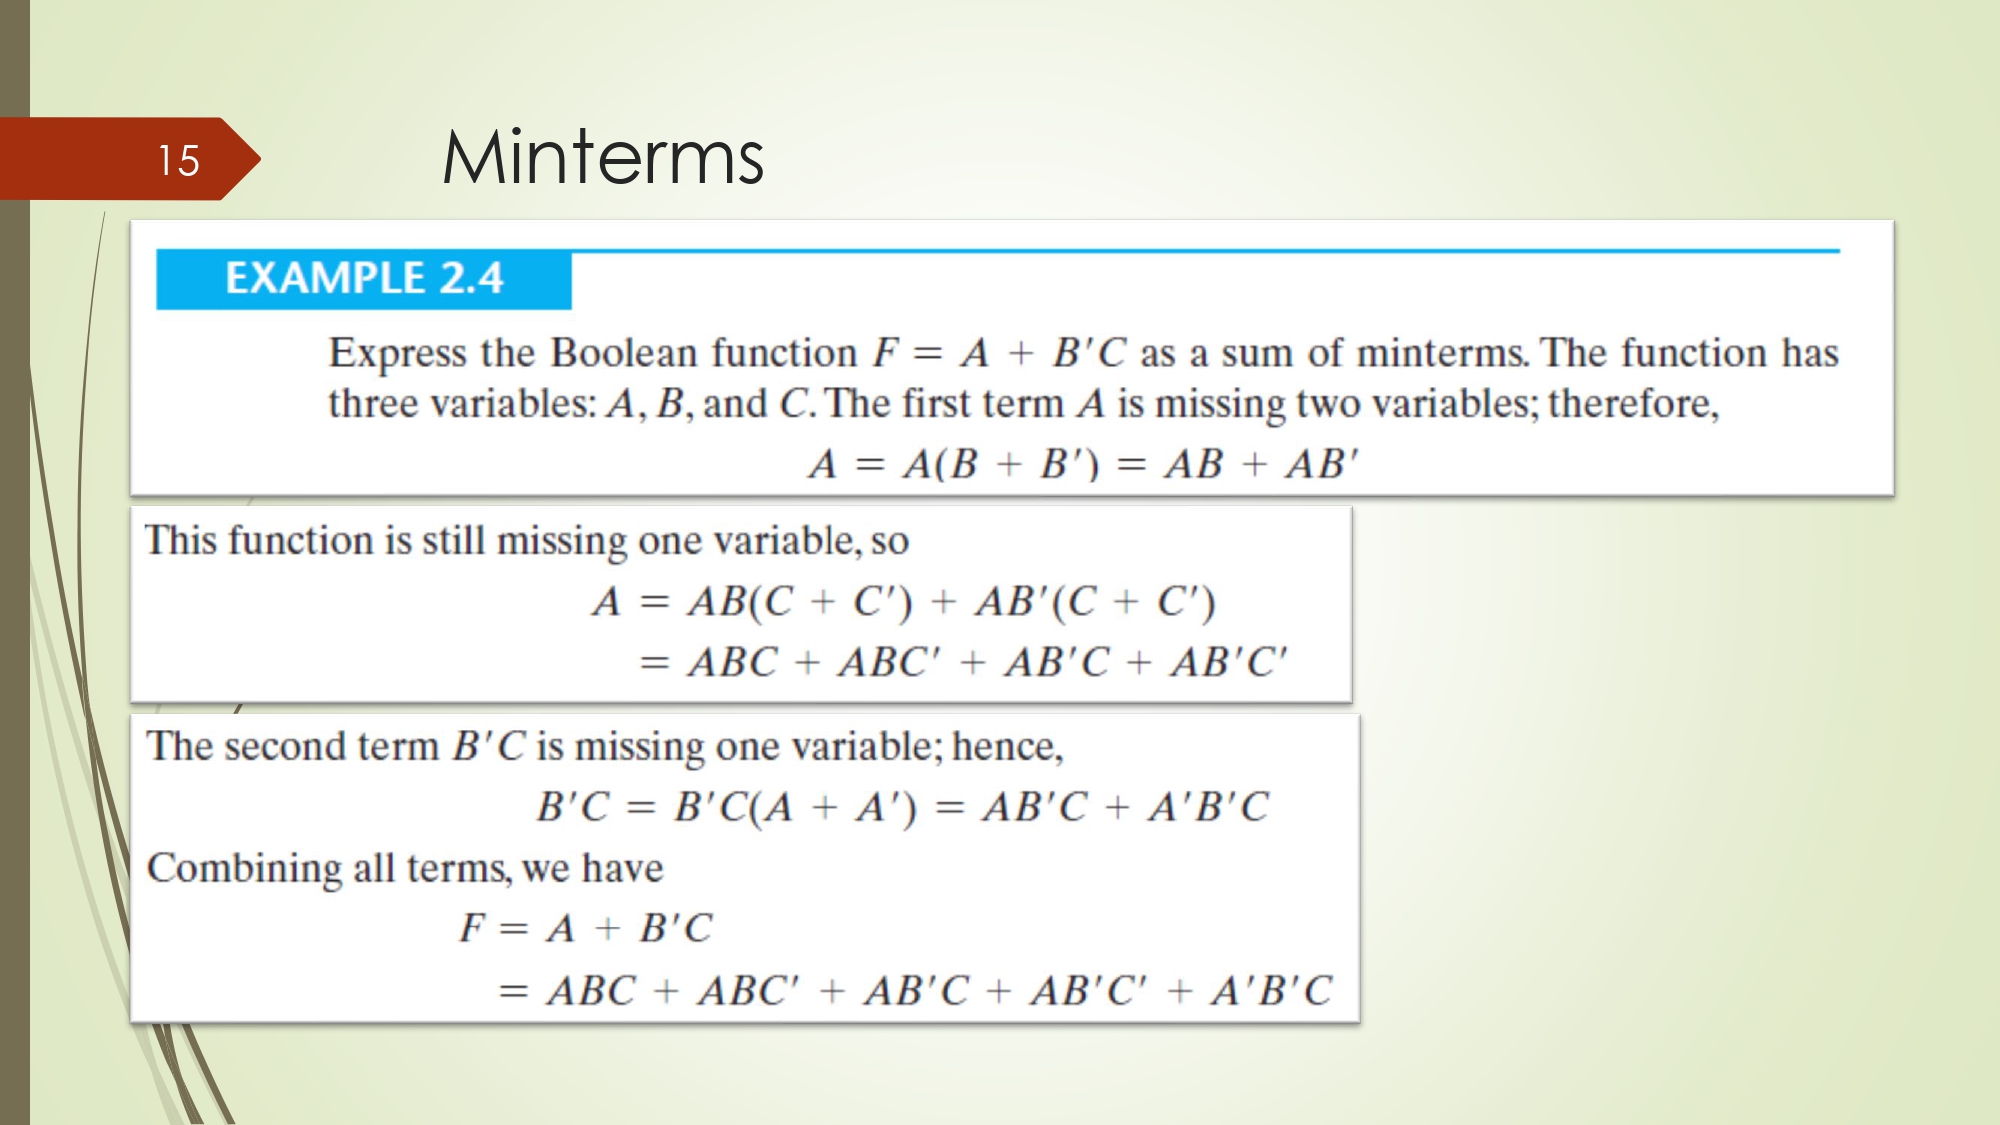 15
Minterms
EXAMPLE 2.4
Express the Boolean function F = A + B'C as a sum of minterms. The function has
three variables: A, B, and C. The first term A is missing two variables; therefore,
A = A(B + B') = AB + AB'
This function is still missing one variable, so
A = AB(C + C') + AB'(C + C')
= ABC + ABC' + AB'C + AB'C'
The second term B'C is missing one variable; hence,
B'C = B'C(A + A') = AB'C + A'B'C
Combining all terms, we have
F = A + B'C
= ABC + ABC' + AB'C + AB'C' + A'B'C